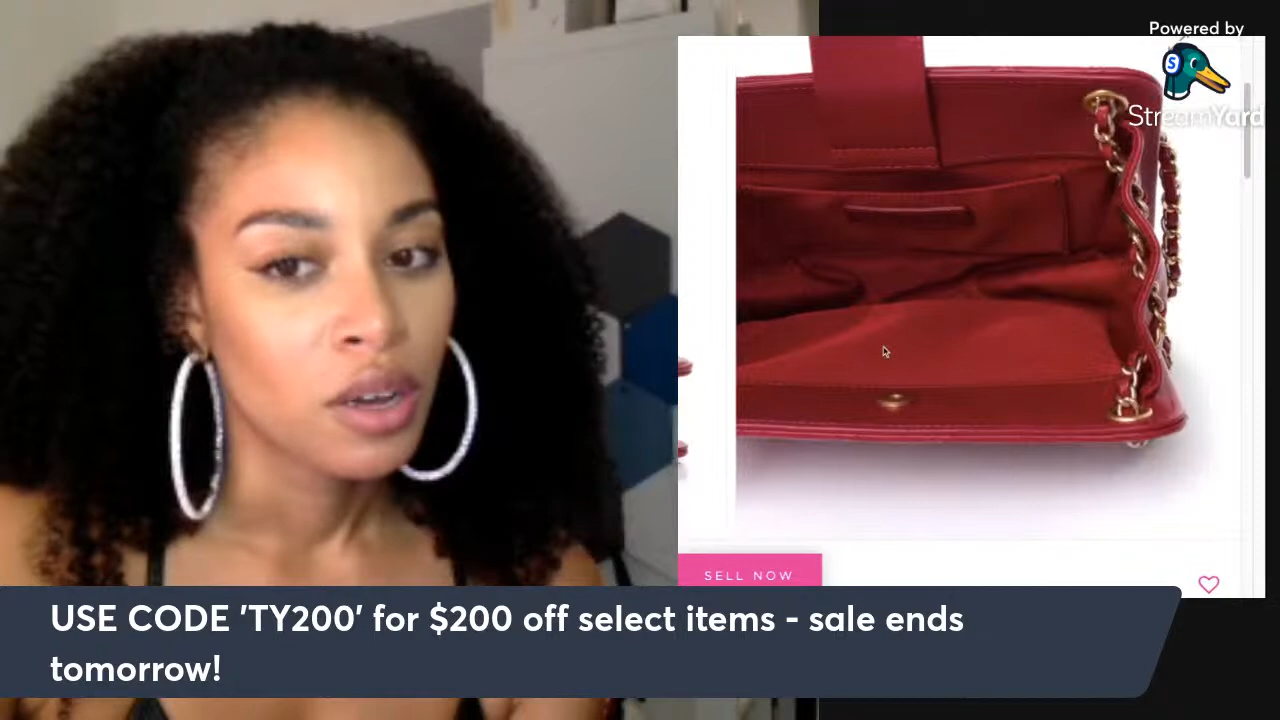 Powered by
S
StreamYard
SELL NOW
USE CODE 'TY200' for $200 off select items - sale ends
tomorrow!